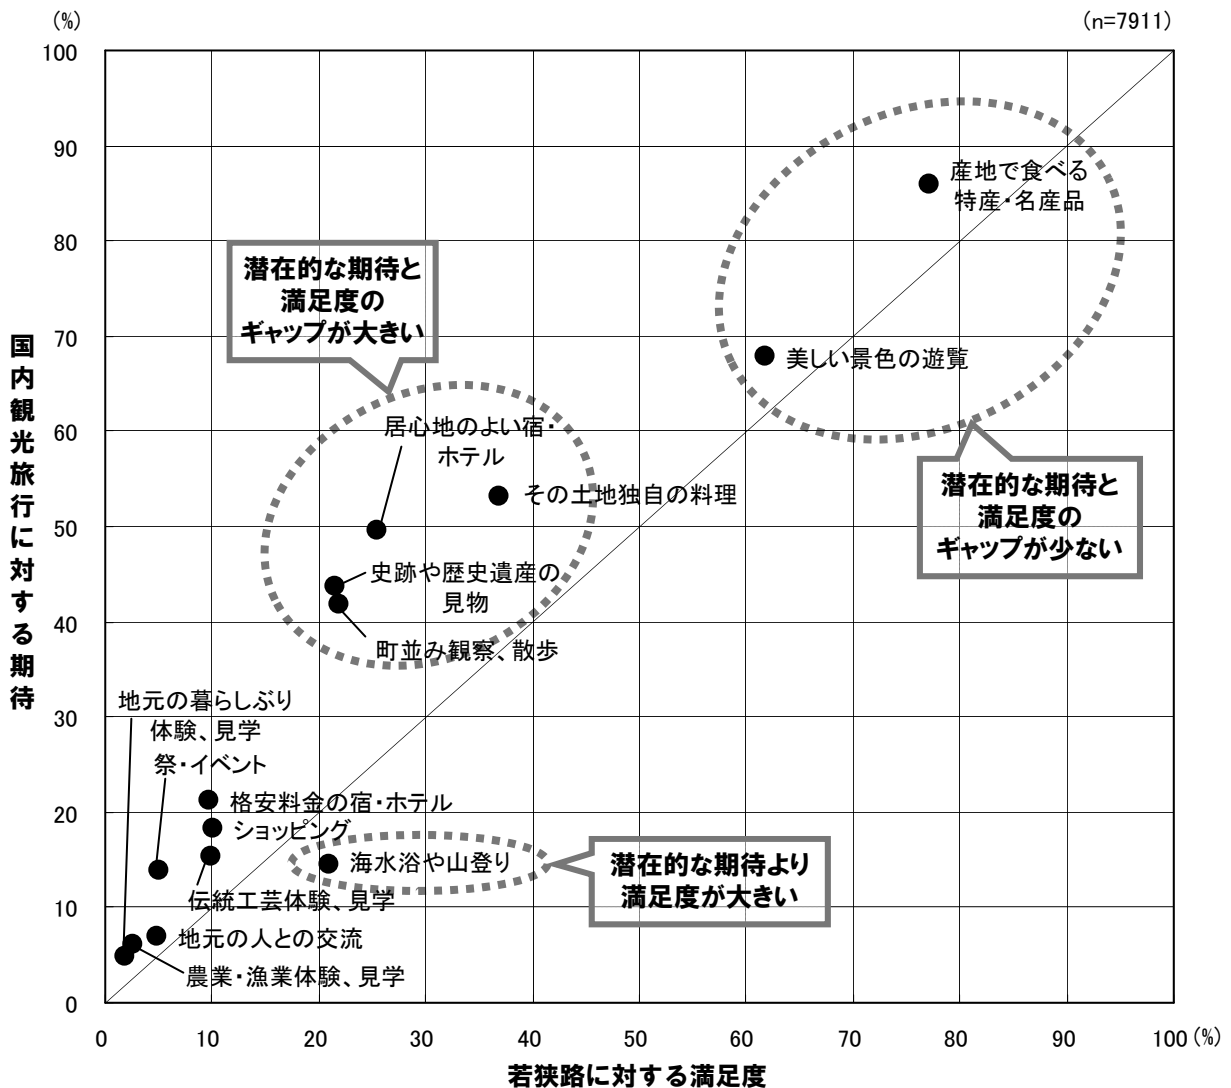 (%)
(n=7911)
100
90
80
70
60
50
40
30
20
10
0
国内観光旅行に対する期待
産地で食べる
特産・名産品
潜在的な期待と
満足度の
ギャップが大きい
美しい景色の遊覧
居心地のよい宿・
ホテル
その土地独自の料理
潜在的な期待と
満足度の
ギャップが少ない
史跡や歴史遺産の
見物
町並み観察、散歩
地元の暮らしぶり
体験、見学
祭・イベント
格安料金の宿・ホテル
ショッピング
海水浴や山登り
潜在的な期待より
満足度が大きい
伝統工芸体験、見学
地元の人との交流
農業・漁業体験、見学
0 10 20 30 40 50 60 70 80 90 100 (%)
若狭路に対する満足度